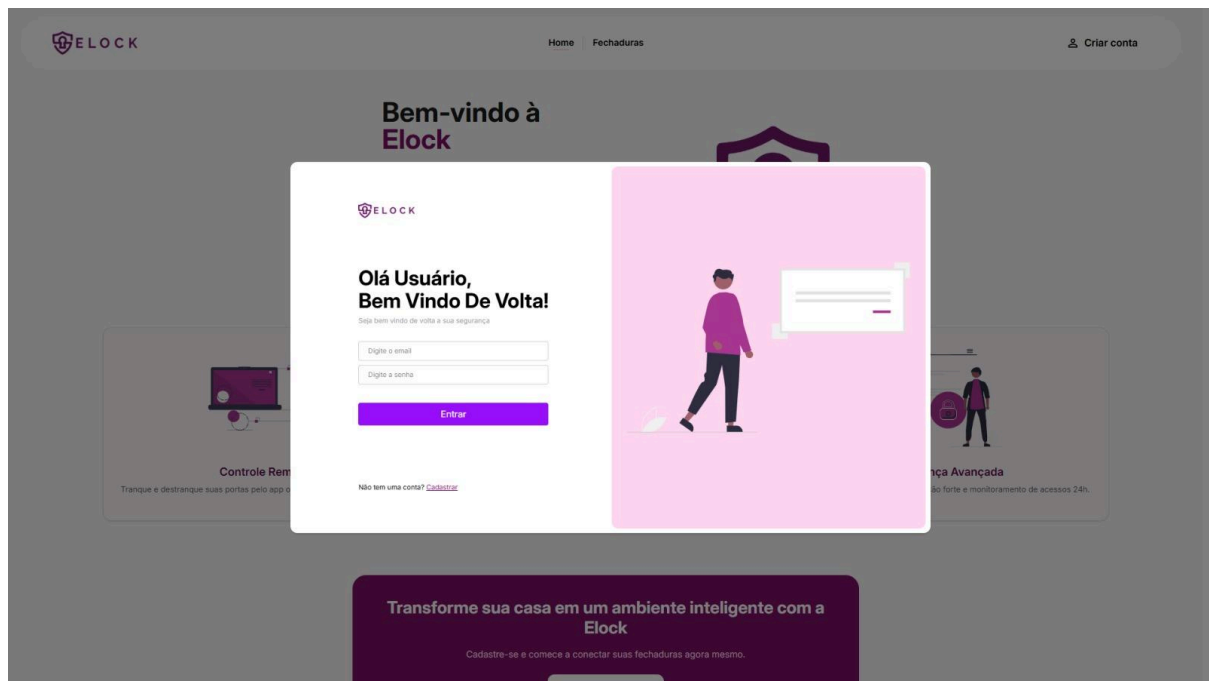 ELOCK
Home
Fechaduras
Criar conta
Bem-vindo à
Elock
ELOCK
Olá Usuário,
Bem Vindo De Volta!
Seja bem vindo de volta a sua segurança
Digite o email
Digite a senha
Entrar
Não tem uma conta? Cadastrar
Controle Rem
Tranque e destranque suas portas pelo app o
nça Avançada
ão forte e monitoramento de acessos 24h.
Transforme sua casa em um ambiente inteligente com a
Elock
Cadastre-se e comece a conectar suas fechaduras agora mesmo.